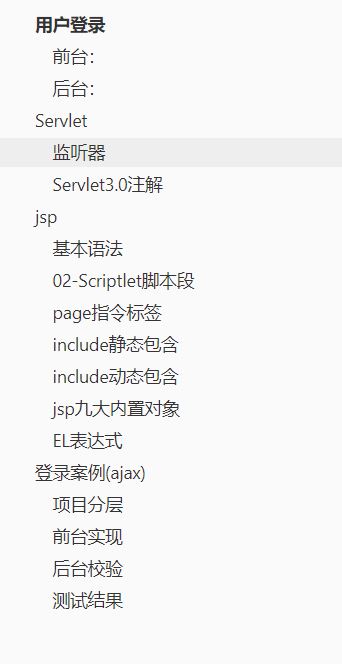 用户登录
前台：
后台：
Servlet
监听器
Servlet3.0注解
jsp
基本语法
02-Scriptlet脚本段
page指令标签
include静态包含
include动态包含
jsp九大内置对象
EL表达式
登录案例(ajax)
项目分层
前台实现
后台校验
测试结果